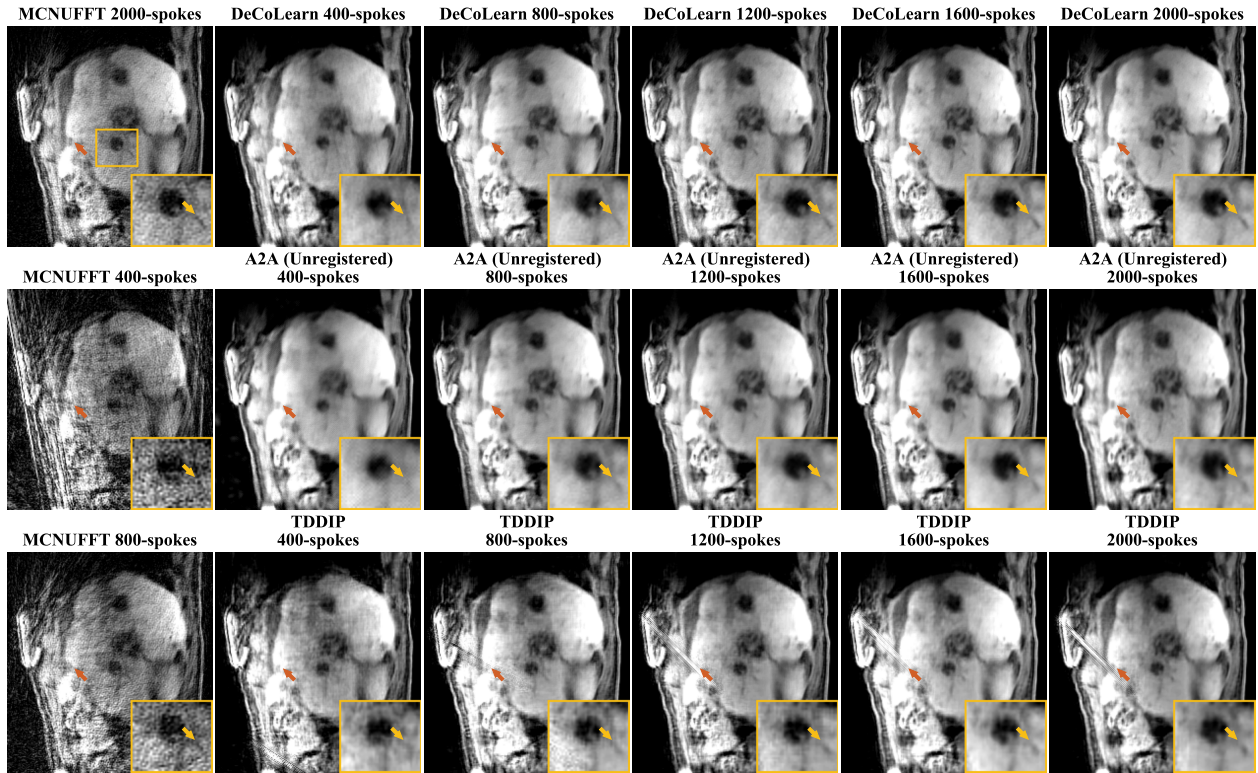 MCNUFFT 2000-spokes
DeCoLearn 400-spokes
DeCoLearn 800-spokes
DeCoLearn 1200-spokes
DeCoLearn 1600-spokes
DeCoLearn 2000-spokes
MCNUFFT 400-spokes
A2A (Unregistered)
400-spokes
A2A (Unregistered)
800-spokes
A2A (Unregistered)
1200-spokes
A2A (Unregistered)
1600-spokes
A2A (Unregistered)
2000-spokes
MCNUFFT 800-spokes
TDDIP
400-spokes
TDDIP
800-spokes
TDDIP
1200-spokes
TDDIP
1600-spokes
TDDIP
2000-spokes